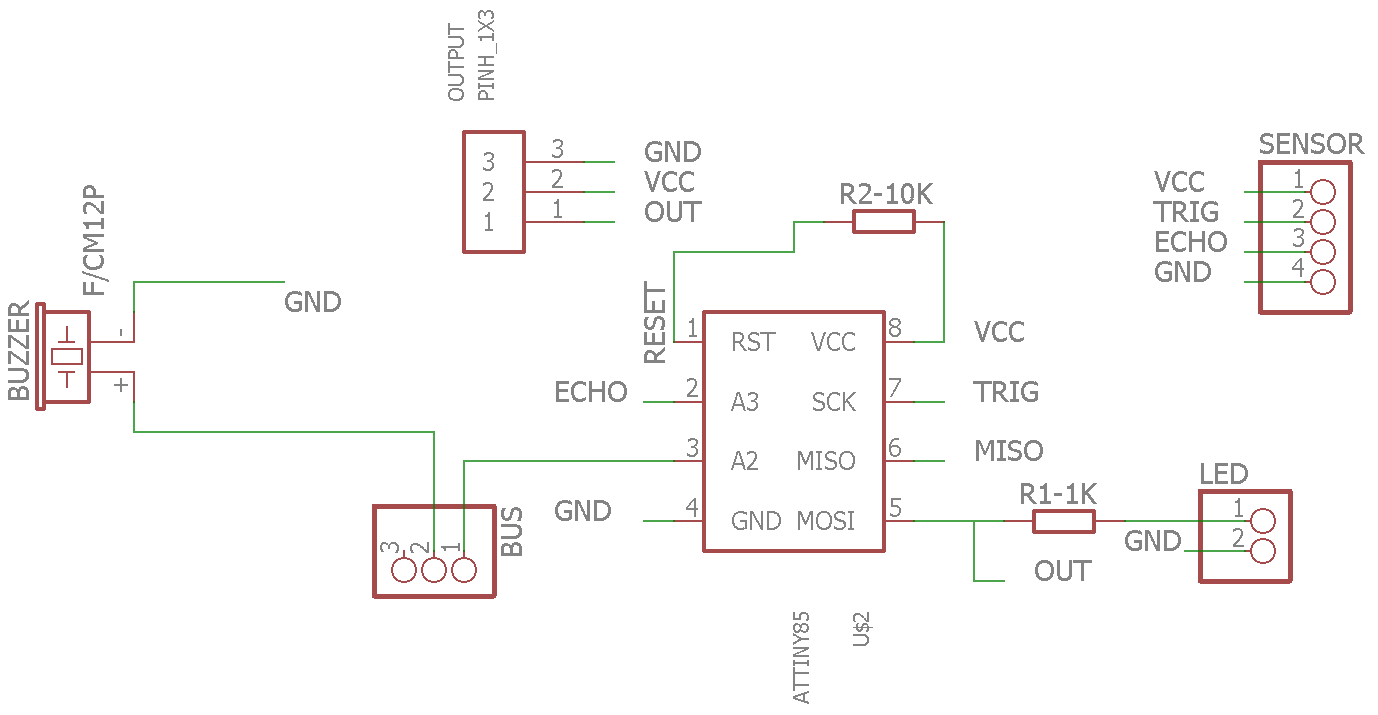 OUTPUT
PINH_1X3
3 3 GND
2 2 VCC
1 1 OUT
R2-10K
SENSOR
VCC 1
TRIG 2
ECHO 3
GND 4
F/CM12P
BUZZER
-
+
GND
RESET
1 RST VCC 8 VCC
ECHO 2 A3 SCK 7 TRIG
3 A2 MISO 6 MISO
GND 4 GND MOSI 5
R1-1K
LED
1
GND 2
OUT
BUS
3 2 1
ATTINY85
U$2